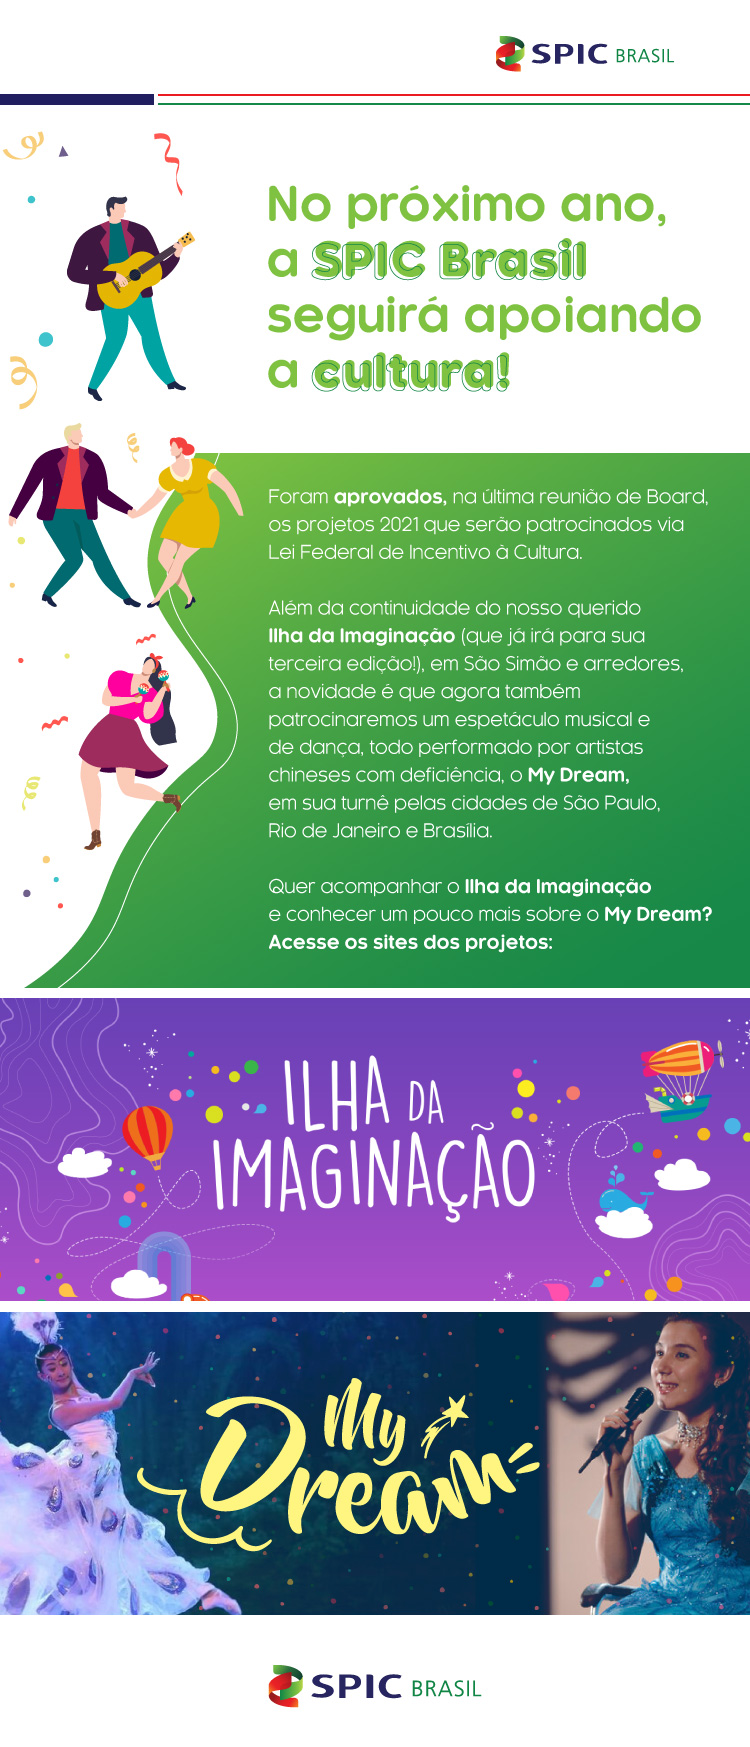 SPIC BRASIL
No próximo ano,
a SPIC Brasil
seguirá apoiando
a cultura!
Foram aprovados, na última reunião de Board,
os projetos 2021 que serão patrocinados via
Lei Federal de Incentivo à Cultura.
Além da continuidade do nosso querido
Ilha da Imaginação (que já irá para sua
terceira edição!), em São Simão e arredores,
a novidade é que agora também
patrocinaremos um espetáculo musical e
de dança, todo performado por artistas
chineses com deficiência, o My Dream,
em sua turnê pelas cidades de São Paulo,
Rio de Janeiro e Brasília.
Quer acompanhar o Ilha da Imaginação
e conhecer um pouco mais sobre o My Dream?
Acesse os sites dos projetos:
ILHA DA
IMAGINAÇÃO
My
Dream
SPIC BRASIL